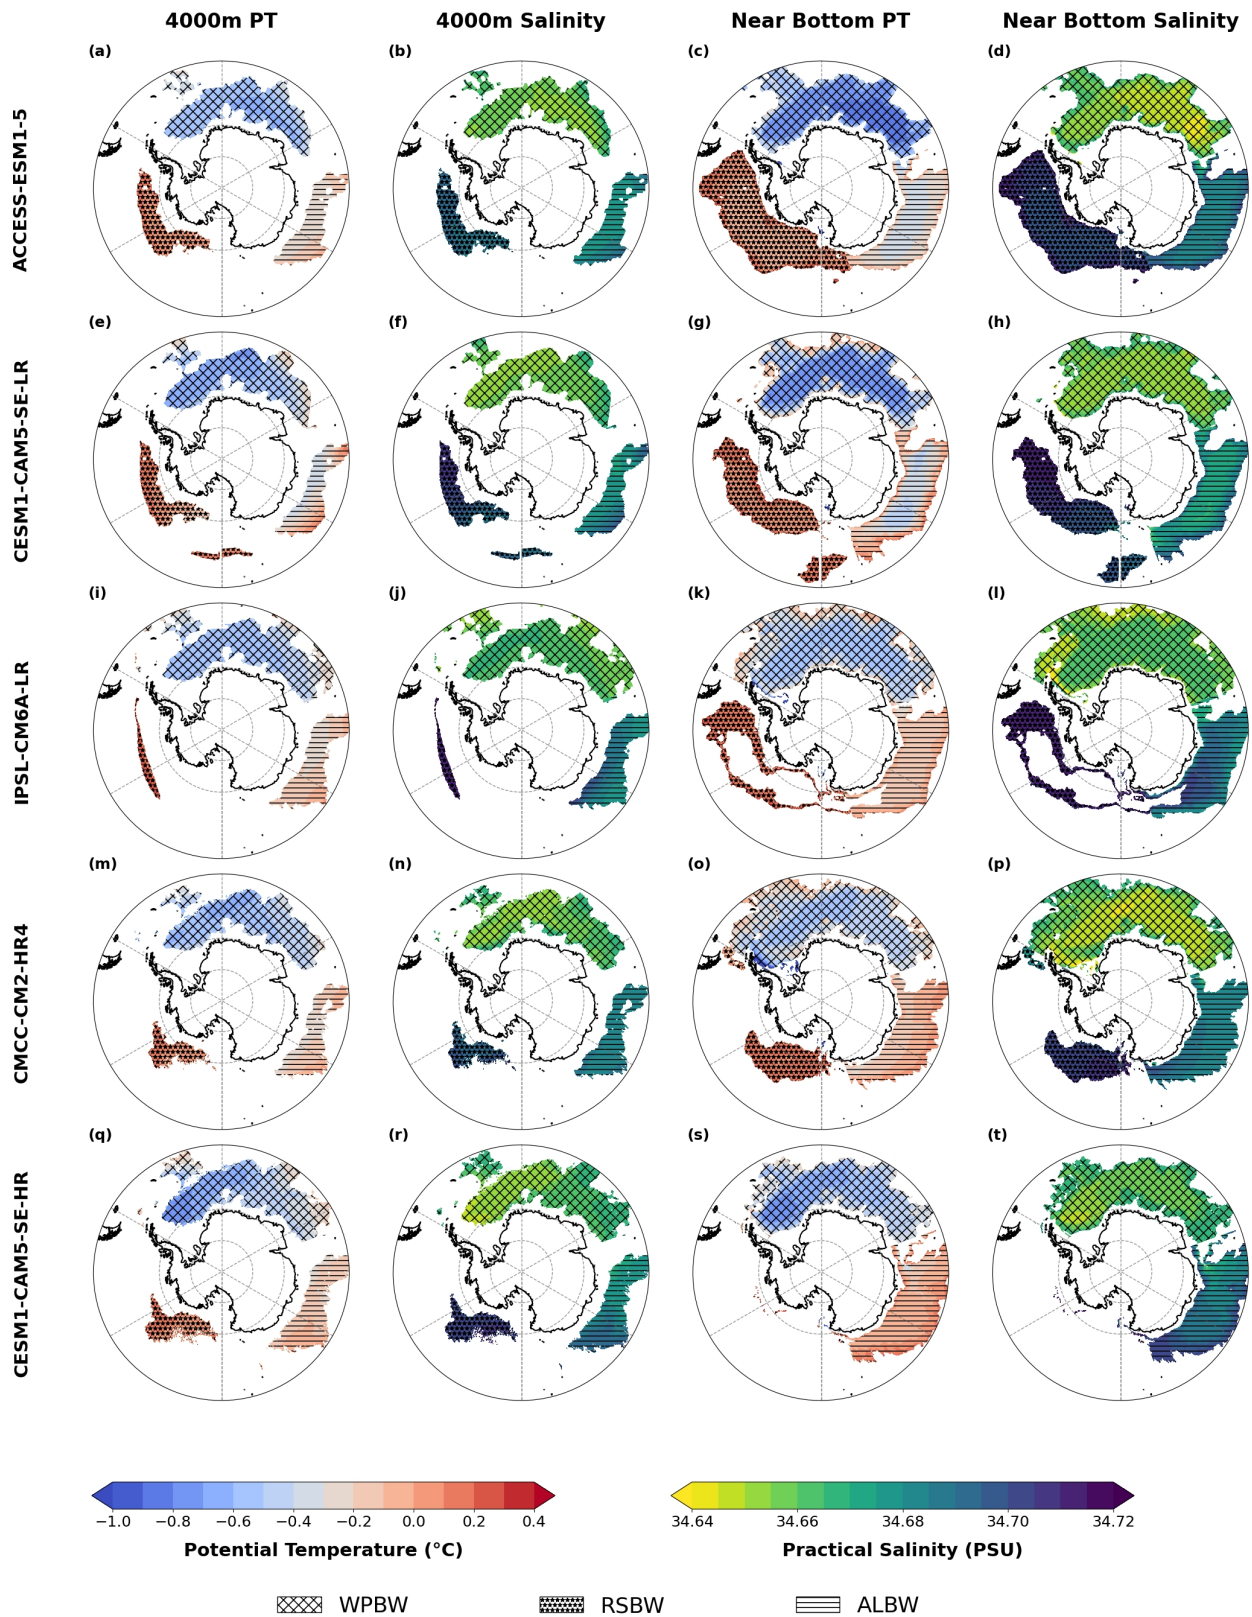 4000m PT 4000m Salinity Near Bottom PT Near Bottom Salinity
(a) (b) (c) (d)
ACCESS-ESM1-5
(e) (f) (g) (h)
CESM1-CAM5-SE-LR
(i) (j) (k) (l)
IPSL-CM6A-LR
(m) (n) (o) (p)
CMCC-CM2-HR4
(q) (r) (s) (t)
CESM1-CAM5-SE-HR
−1.0 −0.8 −0.6 −0.4 −0.2 0.0 0.2 0.4
Potential Temperature (°C)
34.64 34.66 34.68 34.70 34.72
Practical Salinity (PSU)
WPBW RSBW ALBW